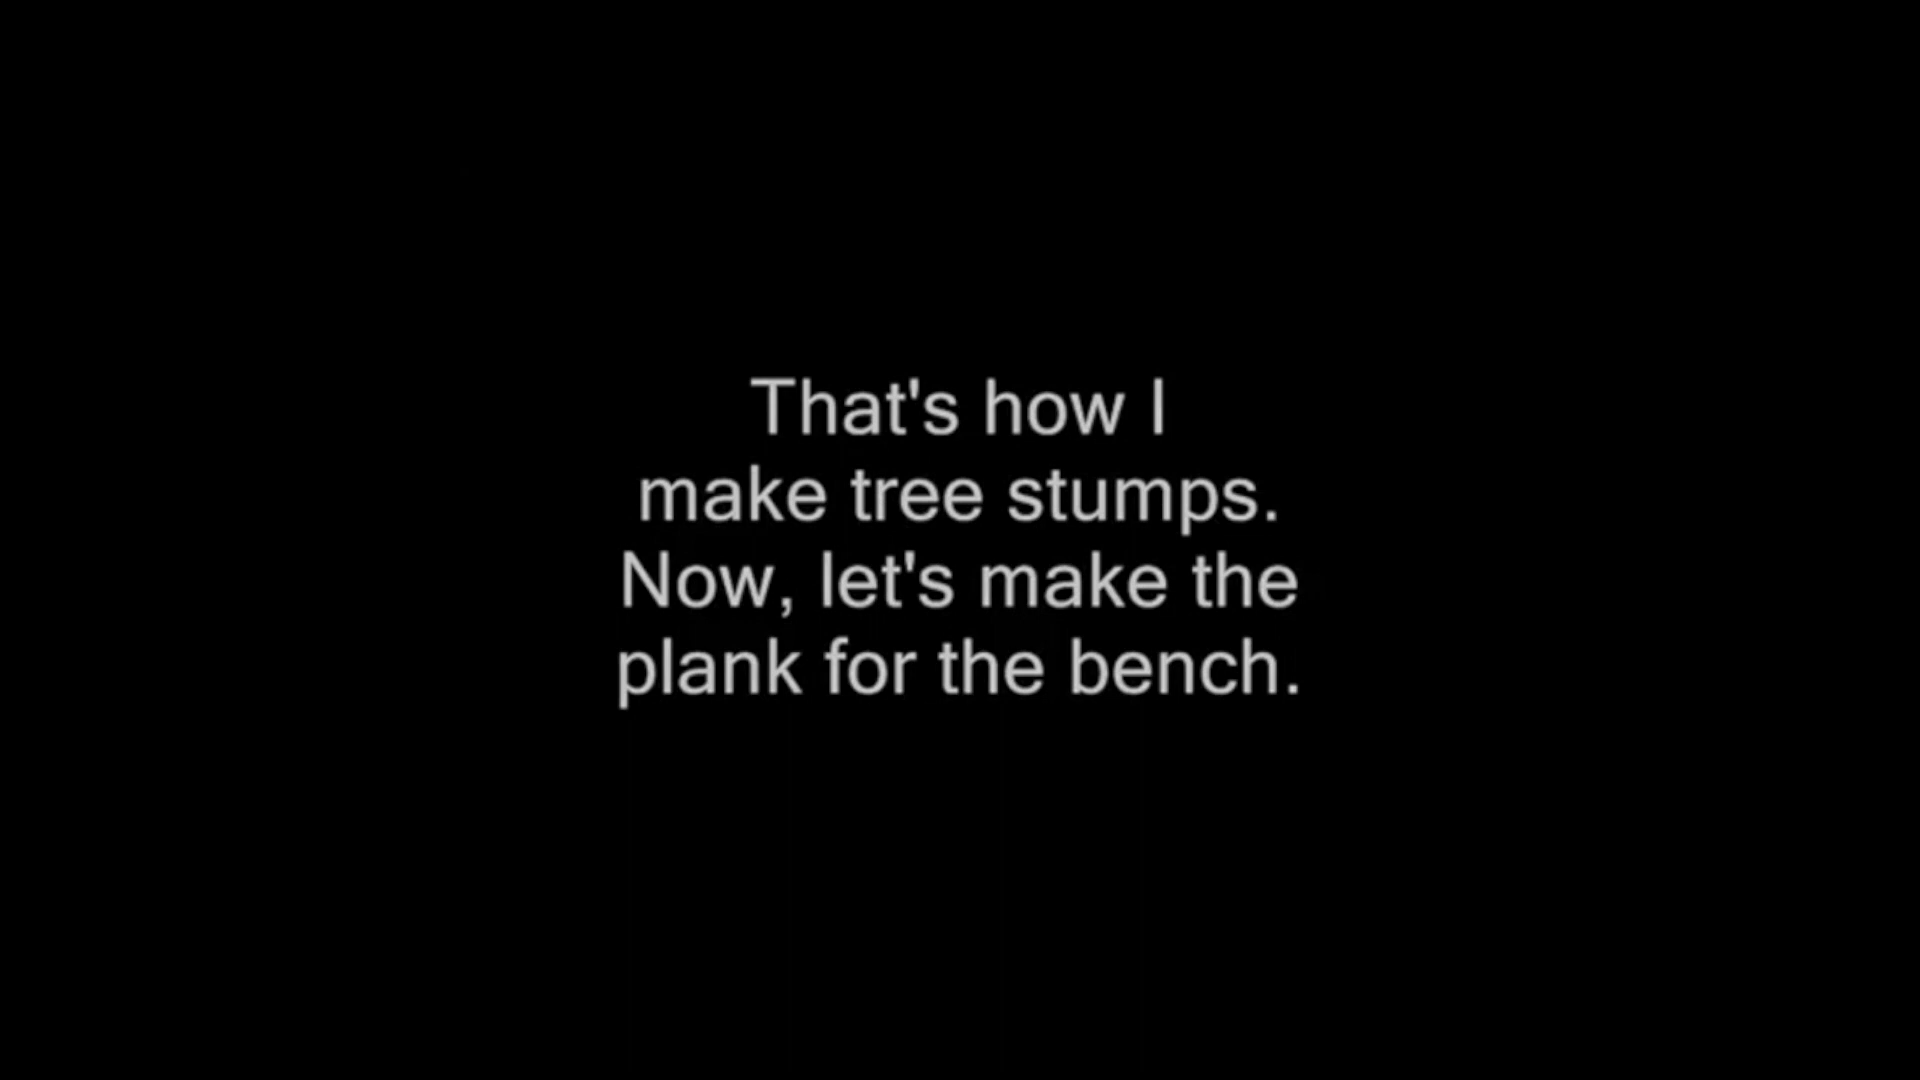 That's how I
make tree stumps.
Now, let's make the
plank for the bench.